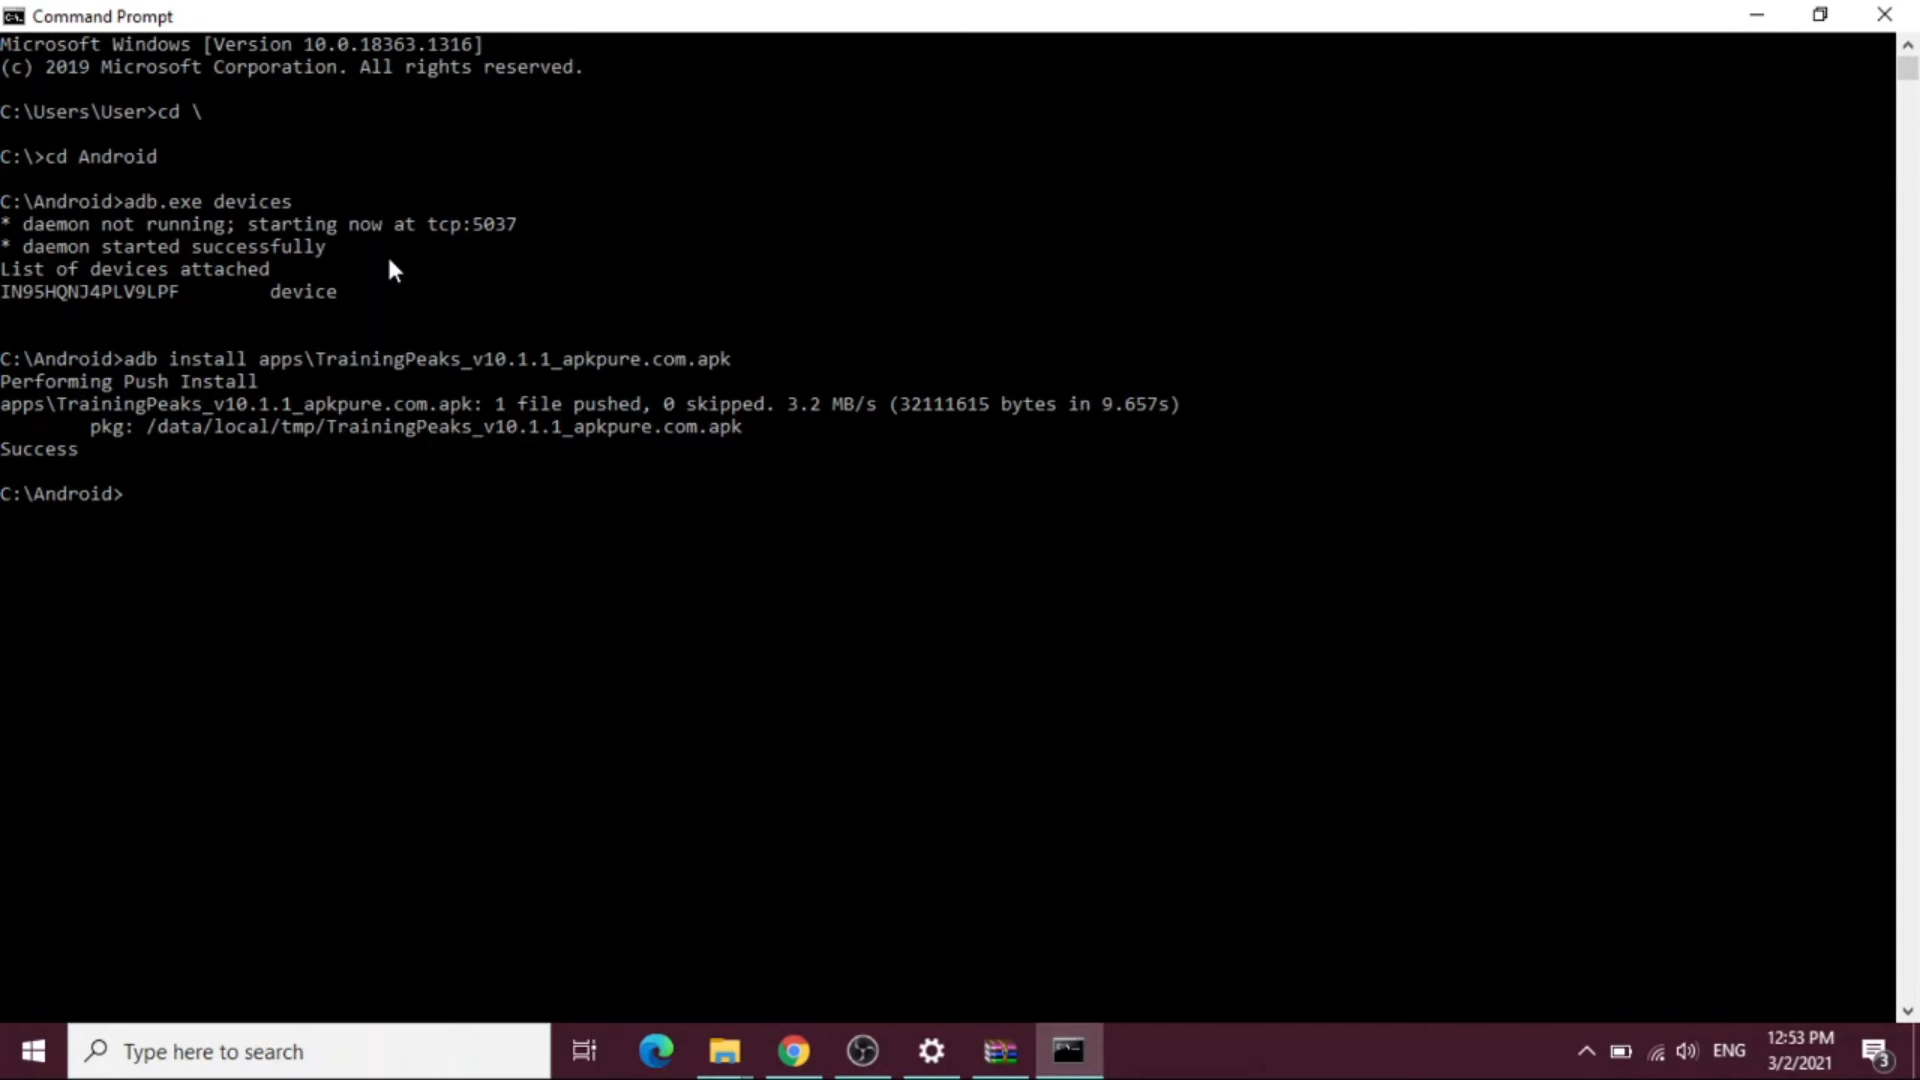 Command Prompt
Microsoft Windows [Version 10.0.18363.1316]
(c) 2019 Microsoft Corporation. All rights reserved.
C:\Users\User>cd \
C:\>cd Android
C:\Android>adb.exe devices
* daemon not running; starting now at tcp:5037
* daemon started successfully
List of devices attached
IN95HQNJ4PLV9LPF        device
C:\Android>adb install apps\TrainingPeaks_v10.1.1_apkpure.com.apk
Performing Push Install
apps\TrainingPeaks_v10.1.1_apkpure.com.apk: 1 file pushed, 0 skipped. 3.2 MB/s (32111615 bytes in 9.657s)
        pkg: /data/local/tmp/TrainingPeaks_v10.1.1_apkpure.com.apk
Success
C:\Android>
Type here to search
ENG
12:53 PM
3/2/2021
3